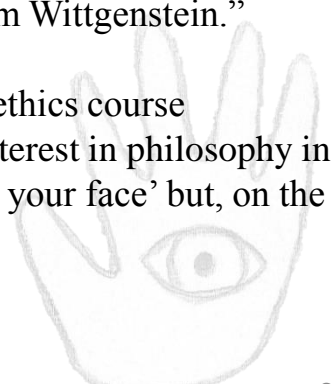 m Wittgenstein.”
ethics course
terest in philosophy in
your face’ but, on the